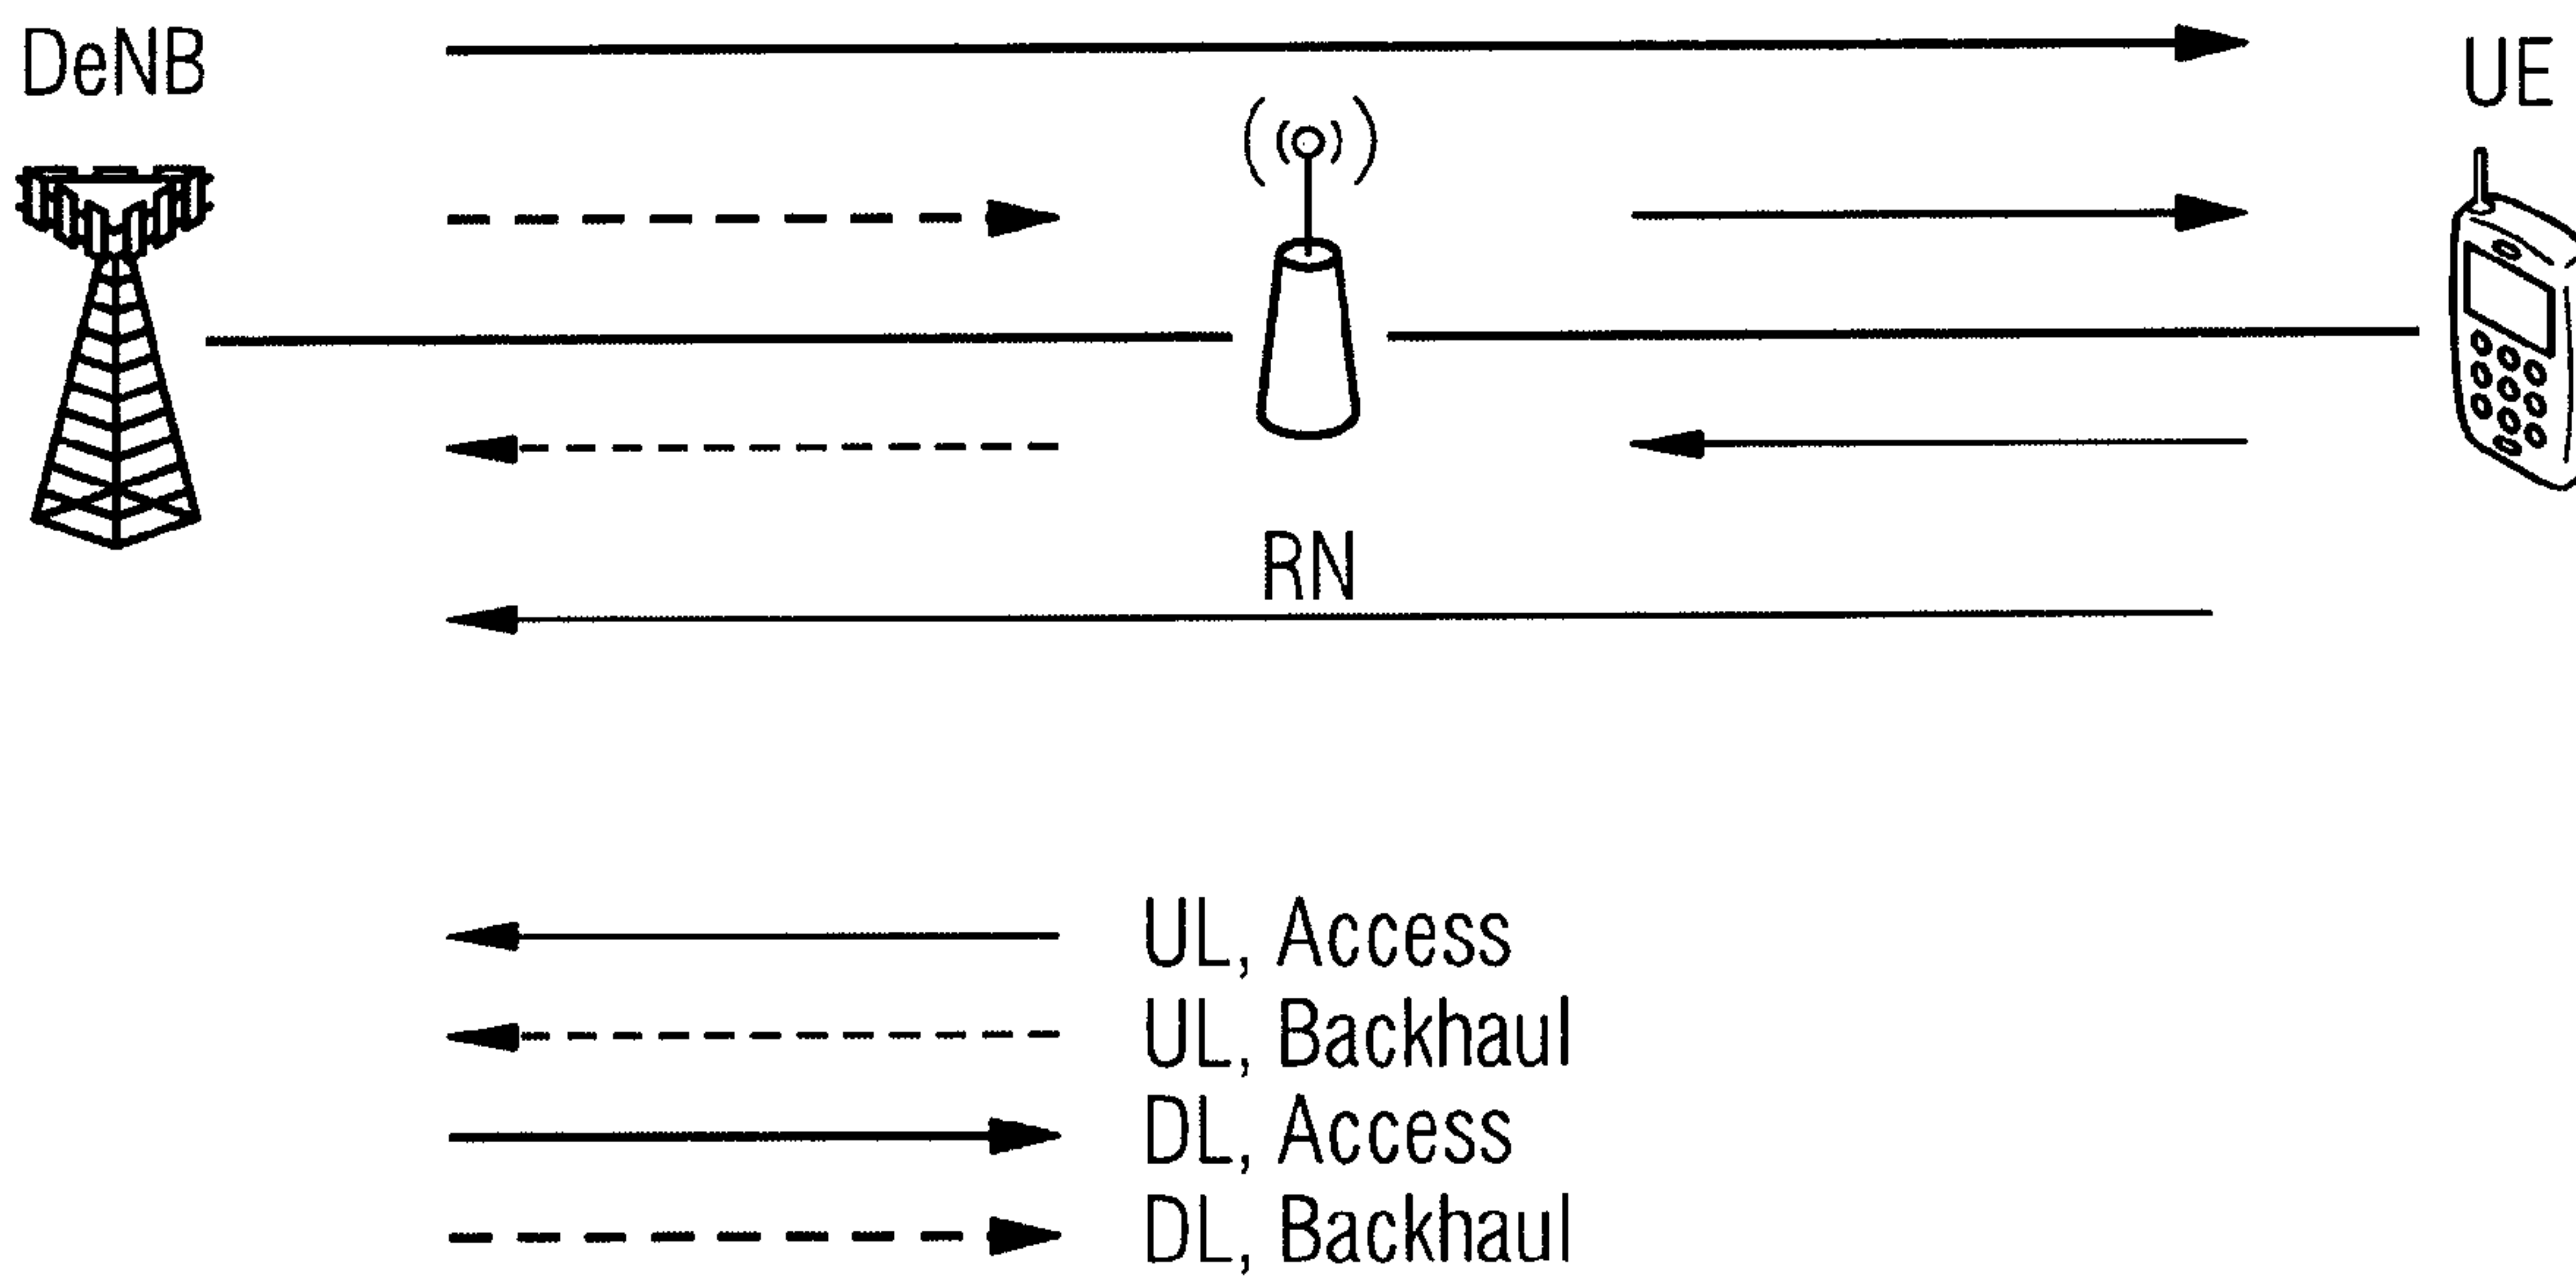 DeNB
UE
RN
UL, Access
UL, Backhaul
DL, Access
DL, Backhaul